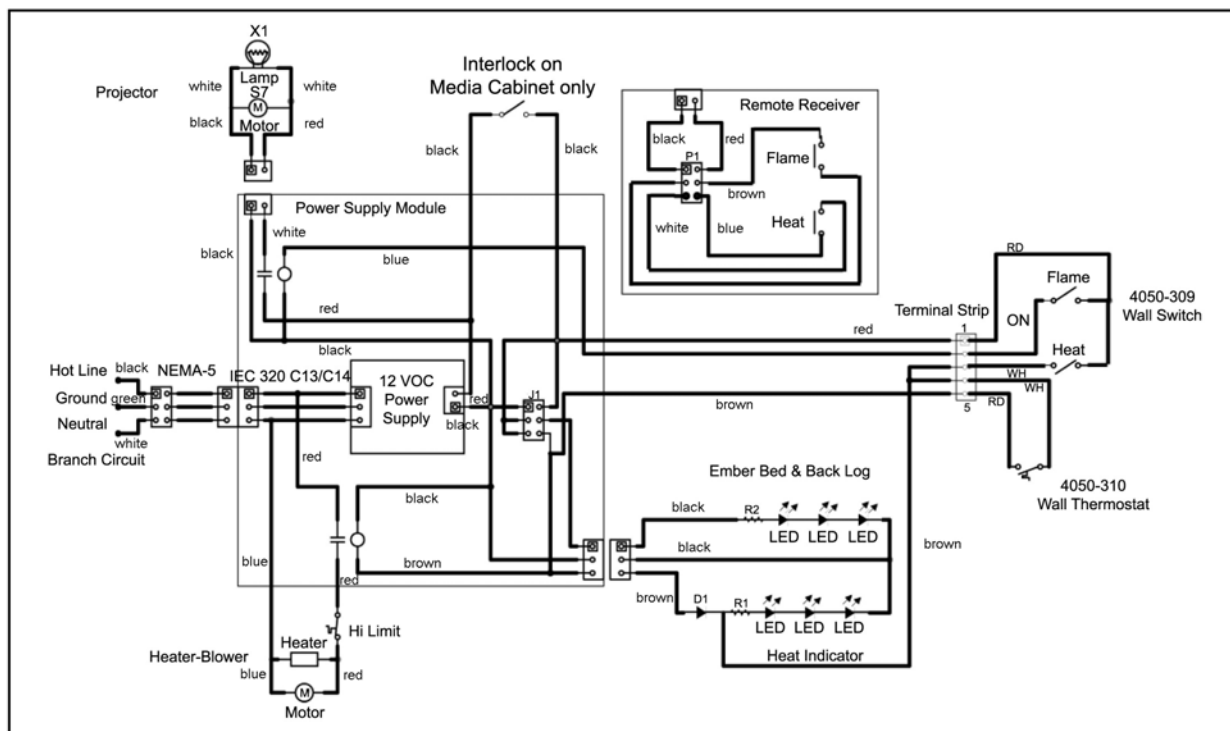 X1
Lamp
S7
M
Motor
Projector
white
white
black
red
Interlock on
Media Cabinet only
black
black
Remote Receiver
black
red
P1
Flame
brown
Heat
white
blue
Power Supply Module
white
black
blue
red
black
Hot Line
black
NEMA-5
IEC 320 C13/C14
Ground
green
Neutral
white
Branch Circuit
12 VOC
Power
Supply
red
black
J1
red
Terminal Strip
1
5
RD
Flame
ON
4050-309
Wall Switch
Heat
WH
WH
RD
brown
4050-310
Wall Thermostat
red
black
brown
blue
red
Hi Limit
Heater
Heater-Blower
blue
red
M
Motor
Ember Bed & Back Log
black
R2
LED
LED
LED
black
brown
brown
D1
R1
LED
LED
LED
Heat Indicator